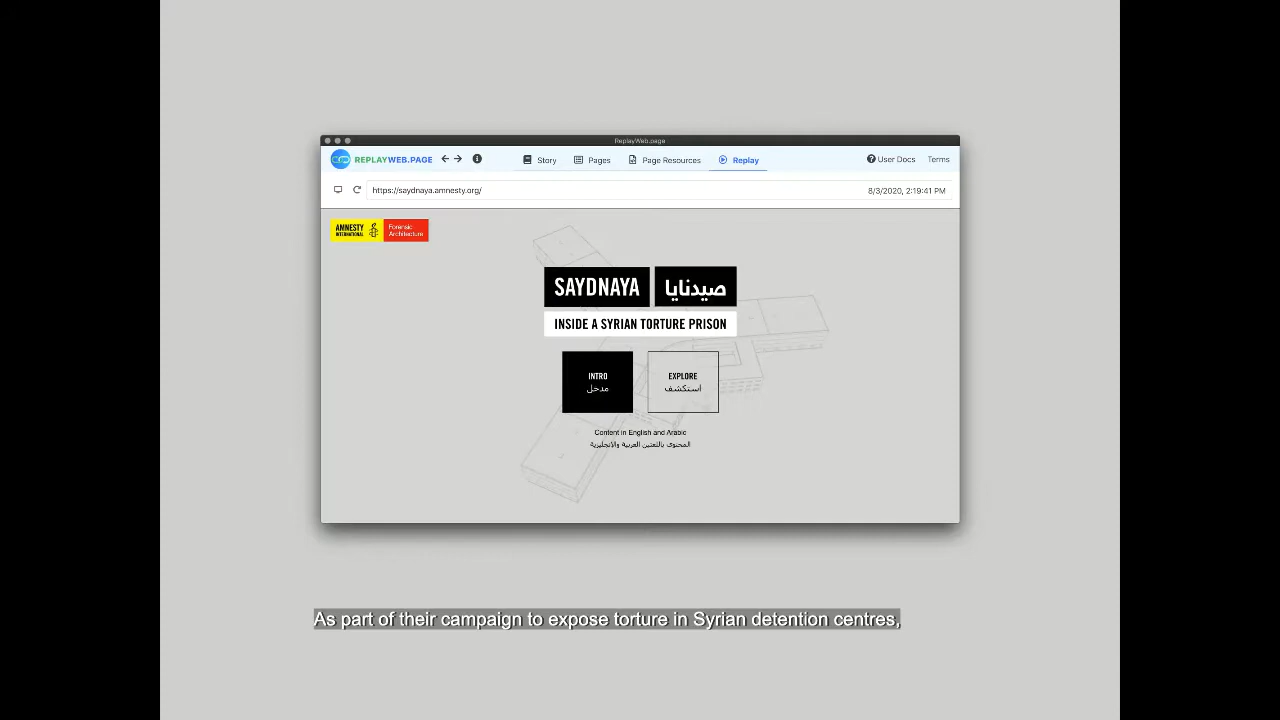 ReplayWeb.page
REPLAYWEB.PAGE
Story
Pages
Page Resources
Replay
User Docs
Terms
https://saydnaya.amnesty.org/
8/3/2020, 2:19:41 PM
AMNESTY
INTERNATIONAL
Forensic
Architecture
SAYDNAYA
صيدنايا
INSIDE A SYRIAN TORTURE PRISON
INTRO
مدخل
EXPLORE
استكشف
Content in English and Arabic
المحتوى باللغتين العربية والانجليزية
As part of their campaign to expose torture in Syrian detention centres,